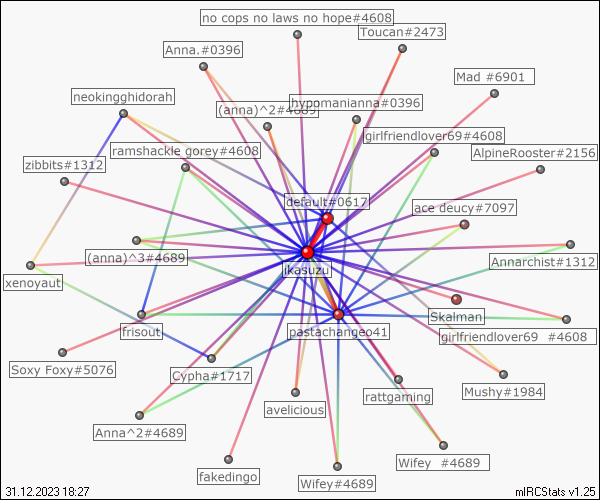 no cops no laws no hope#4608
Toucan#2473
Anna.#0396
Mad #6901
neokingghidorah
hypomanianna#0396
(anna)^2#4689
girlfriendlover69#4608
ramshackle gorey#4608
AlpineRooster#2156
zibbits#1312
default#0617
ace deucy#7097
(anna)^3#4689
Annarchist#1312
ikasuzu
xenoyaut
Skalman
frisout
pastachangeo41
girlfriendlover69 #4608
Soxy Foxy#5076
Cypha#1717
Mushy#1984
rattgaming
avelicious
Anna^2#4689
Wifey #4689
fakedingo
Wifey#4689
31.12.2023 18:27
mIRCStats v1.25